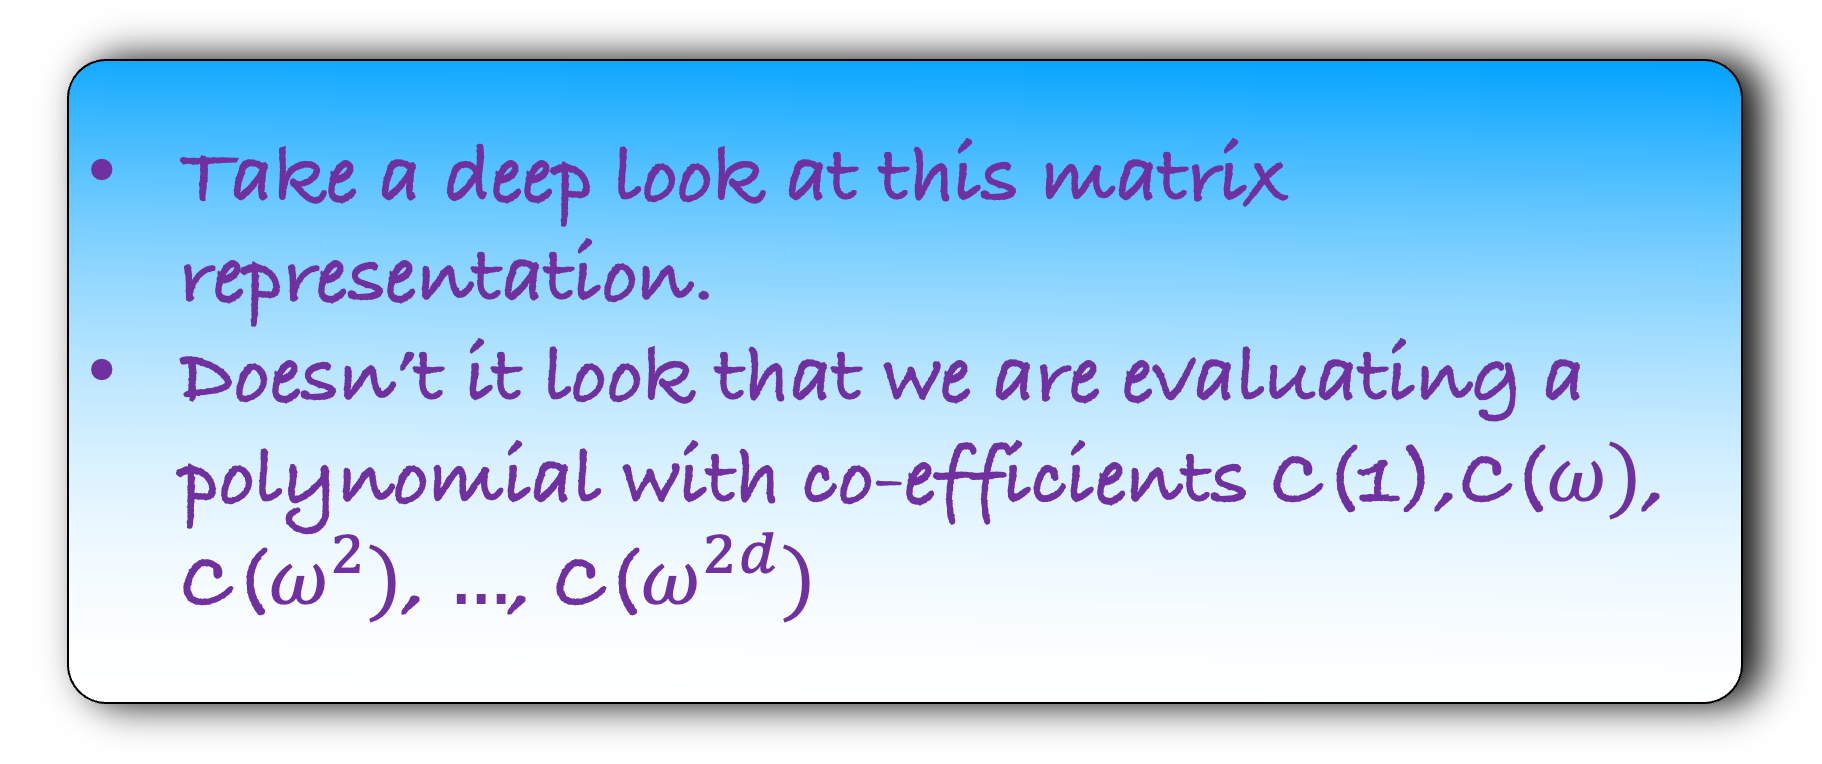 • Take a deep look at this matrix
representation.
• Doesn’t it look that we are evaluating a
polynomial with co-efficients C(1),C(ω),
C(ω²), ..., C(ω²ᵈ)